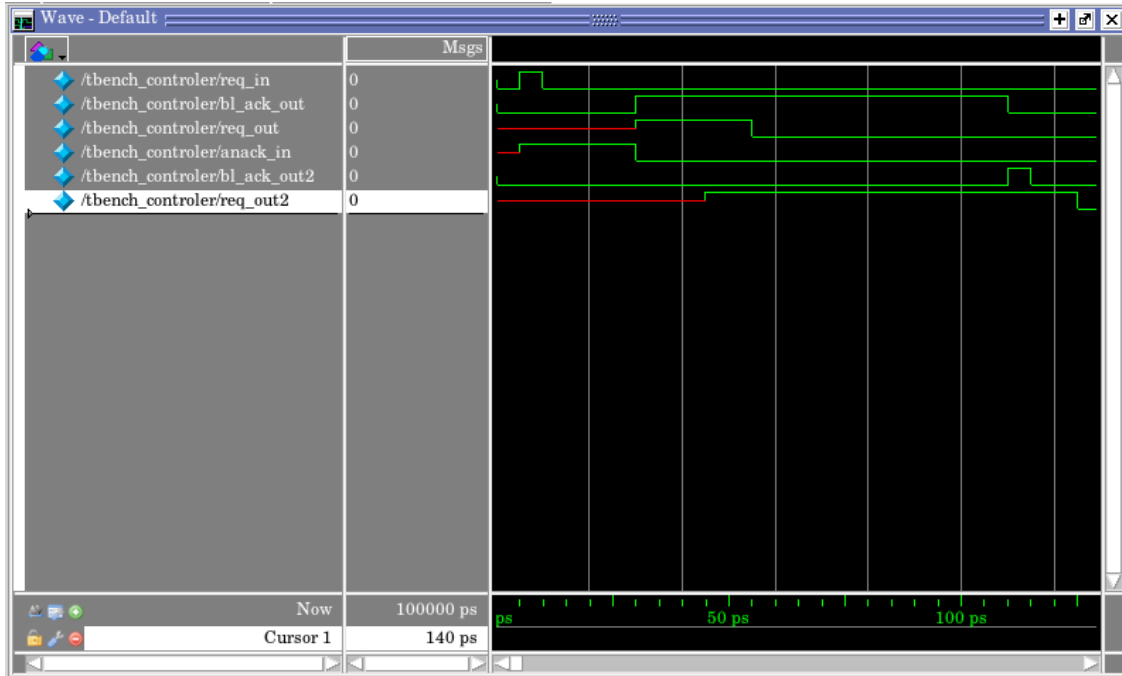 Wave - Default
Msgs
/tbench_controler/req_in 0
/tbench_controler/bl_ack_out 0
/tbench_controler/req_out 0
/tbench_controler/anack_in 0
/tbench_controler/bl_ack_out2 0
/tbench_controler/req_out2 0
Now 100000 ps
ps 50 ps 100 ps
Cursor 1 140 ps